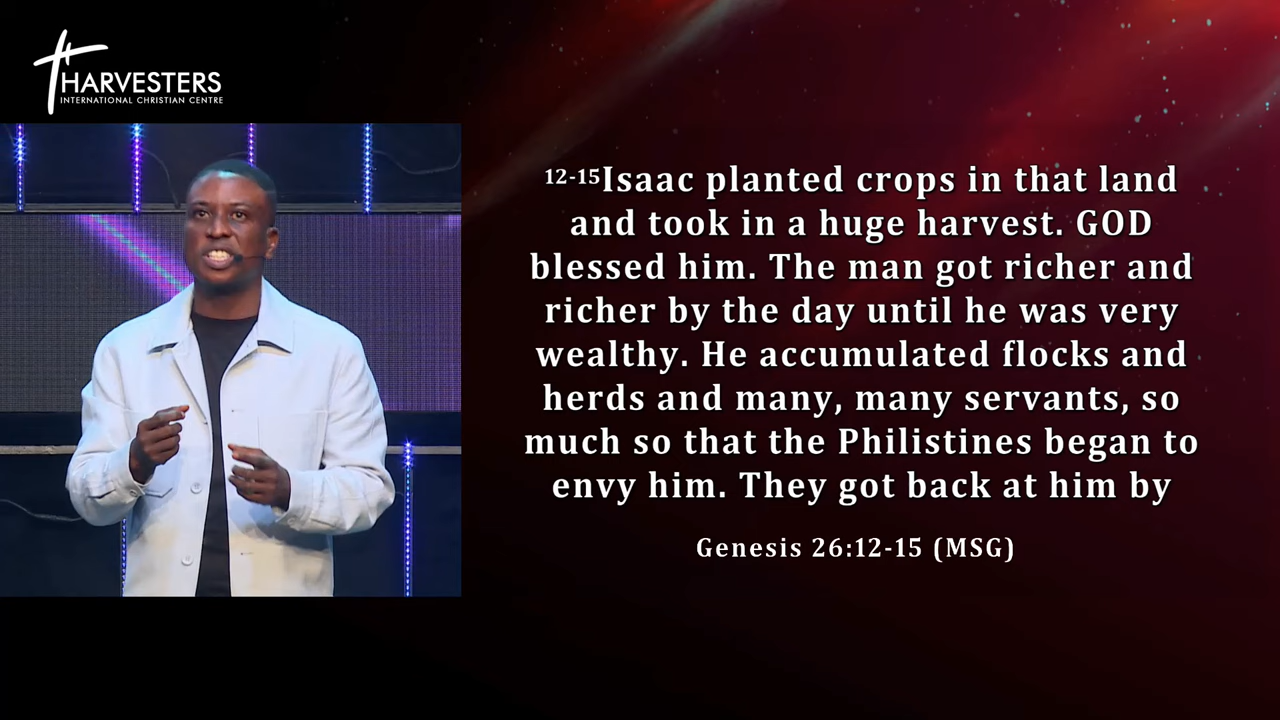 HARVESTERS
INTERNATIONAL CHRISTIAN CENTRE
12-15Isaac planted crops in that land
and took in a huge harvest. GOD
blessed him. The man got richer and
richer by the day until he was very
wealthy. He accumulated flocks and
herds and many, many servants, so
much so that the Philistines began to
envy him. They got back at him by
Genesis 26:12-15 (MSG)